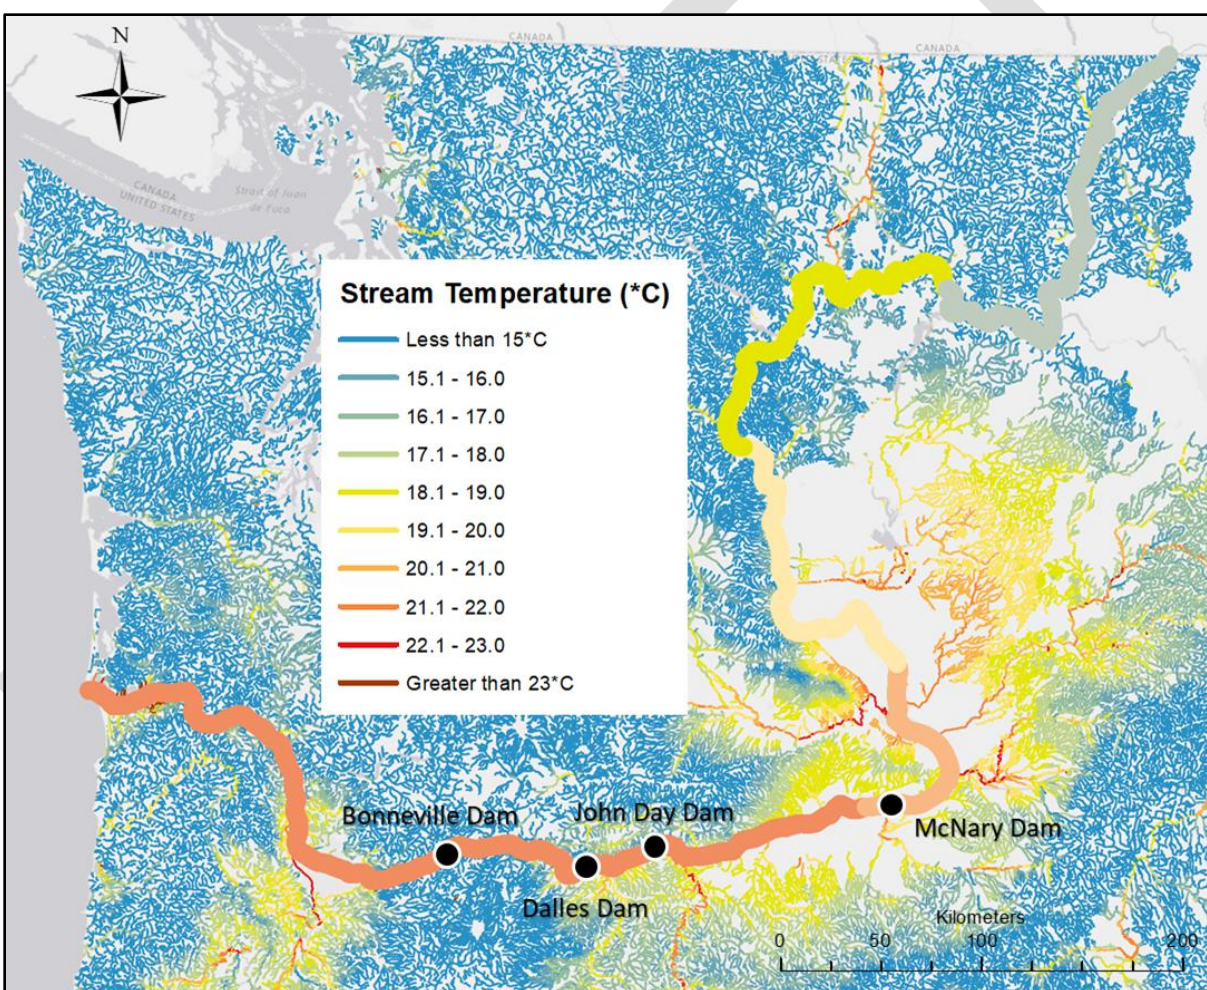 N
CANADA
CANADA
CANADA
UNITED STATES
Strait of Juan
de Fuca
Stream Temperature (*C)
Less than 15*C
15.1 - 16.0
16.1 - 17.0
17.1 - 18.0
18.1 - 19.0
19.1 - 20.0
20.1 - 21.0
21.1 - 22.0
22.1 - 23.0
Greater than 23*C
Bonneville Dam
John Day Dam
McNary Dam
Dalles Dam
Kilometers
0 50 100 200